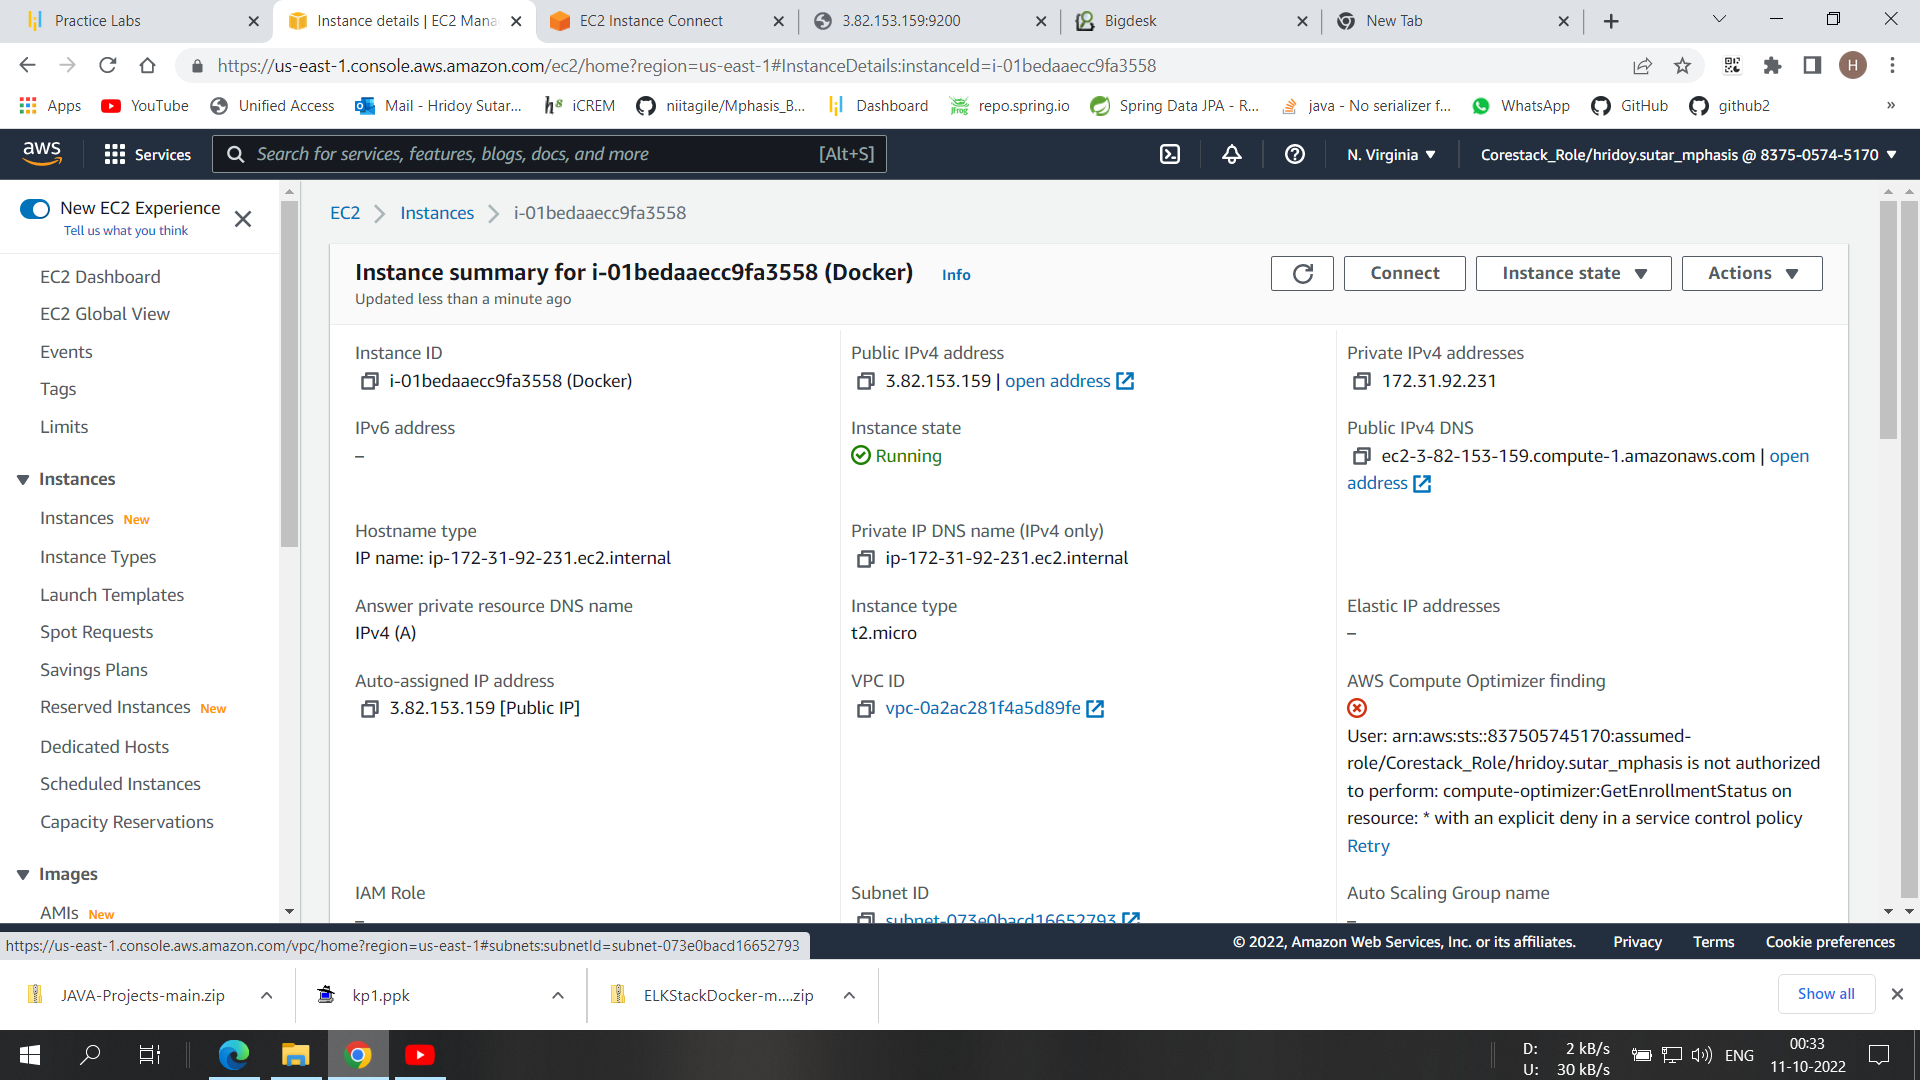 Practice Labs
Instance details | EC2 Mana
EC2 Instance Connect
3.82.153.159:9200
Bigdesk
New Tab
https://us-east-1.console.aws.amazon.com/ec2/home?region=us-east-1#InstanceDetails:instanceId=i-01bedaaecc9fa3558
H
Apps
YouTube
Unified Access
Mail - Hridoy Sutar...
iCREM
niitagile/Mphasis_B...
Dashboard
repo.spring.io
Spring Data JPA - R...
java - No serializer f...
WhatsApp
GitHub
github2
»
aws
Services
Search for services, features, blogs, docs, and more
[Alt+S]
N. Virginia
Corestack_Role/hridoy.sutar_mphasis @ 8375-0574-5170
New EC2 Experience
Tell us what you think
EC2 Dashboard
EC2 Global View
Events
Tags
Limits
Instances
Instances New
Instance Types
Launch Templates
Spot Requests
Savings Plans
Reserved Instances New
Dedicated Hosts
Scheduled Instances
Capacity Reservations
Images
AMIs New
EC2 > Instances > i-01bedaaecc9fa3558
Instance summary for i-01bedaaecc9fa3558 (Docker) Info
Updated less than a minute ago
Connect
Instance state
Actions
Instance ID
i-01bedaaecc9fa3558 (Docker)
Public IPv4 address
3.82.153.159 | open address
Private IPv4 addresses
172.31.92.231
IPv6 address
–
Instance state
Running
Public IPv4 DNS
ec2-3-82-153-159.compute-1.amazonaws.com | open
address
Hostname type
IP name: ip-172-31-92-231.ec2.internal
Private IP DNS name (IPv4 only)
ip-172-31-92-231.ec2.internal
Answer private resource DNS name
IPv4 (A)
Instance type
t2.micro
Elastic IP addresses
–
Auto-assigned IP address
3.82.153.159 [Public IP]
VPC ID
vpc-0a2ac281f4a5d89fe
AWS Compute Optimizer finding
User: arn:aws:sts::837505745170:assumed-
role/Corestack_Role/hridoy.sutar_mphasis is not authorized
to perform: compute-optimizer:GetEnrollmentStatus on
resource: * with an explicit deny in a service control policy
Retry
IAM Role
–
Subnet ID
subnet-073e0bacd16652793
Auto Scaling Group name
–
https://us-east-1.console.aws.amazon.com/vpc/home?region=us-east-1#subnets:subnetId=subnet-073e0bacd16652793
© 2022, Amazon Web Services, Inc. or its affiliates.
Privacy
Terms
Cookie preferences
JAVA-Projects-main.zip
kp1.ppk
ELKStackDocker-m....zip
Show all
D: 2 kB/s
U: 30 kB/s
ENG
00:33
11-10-2022